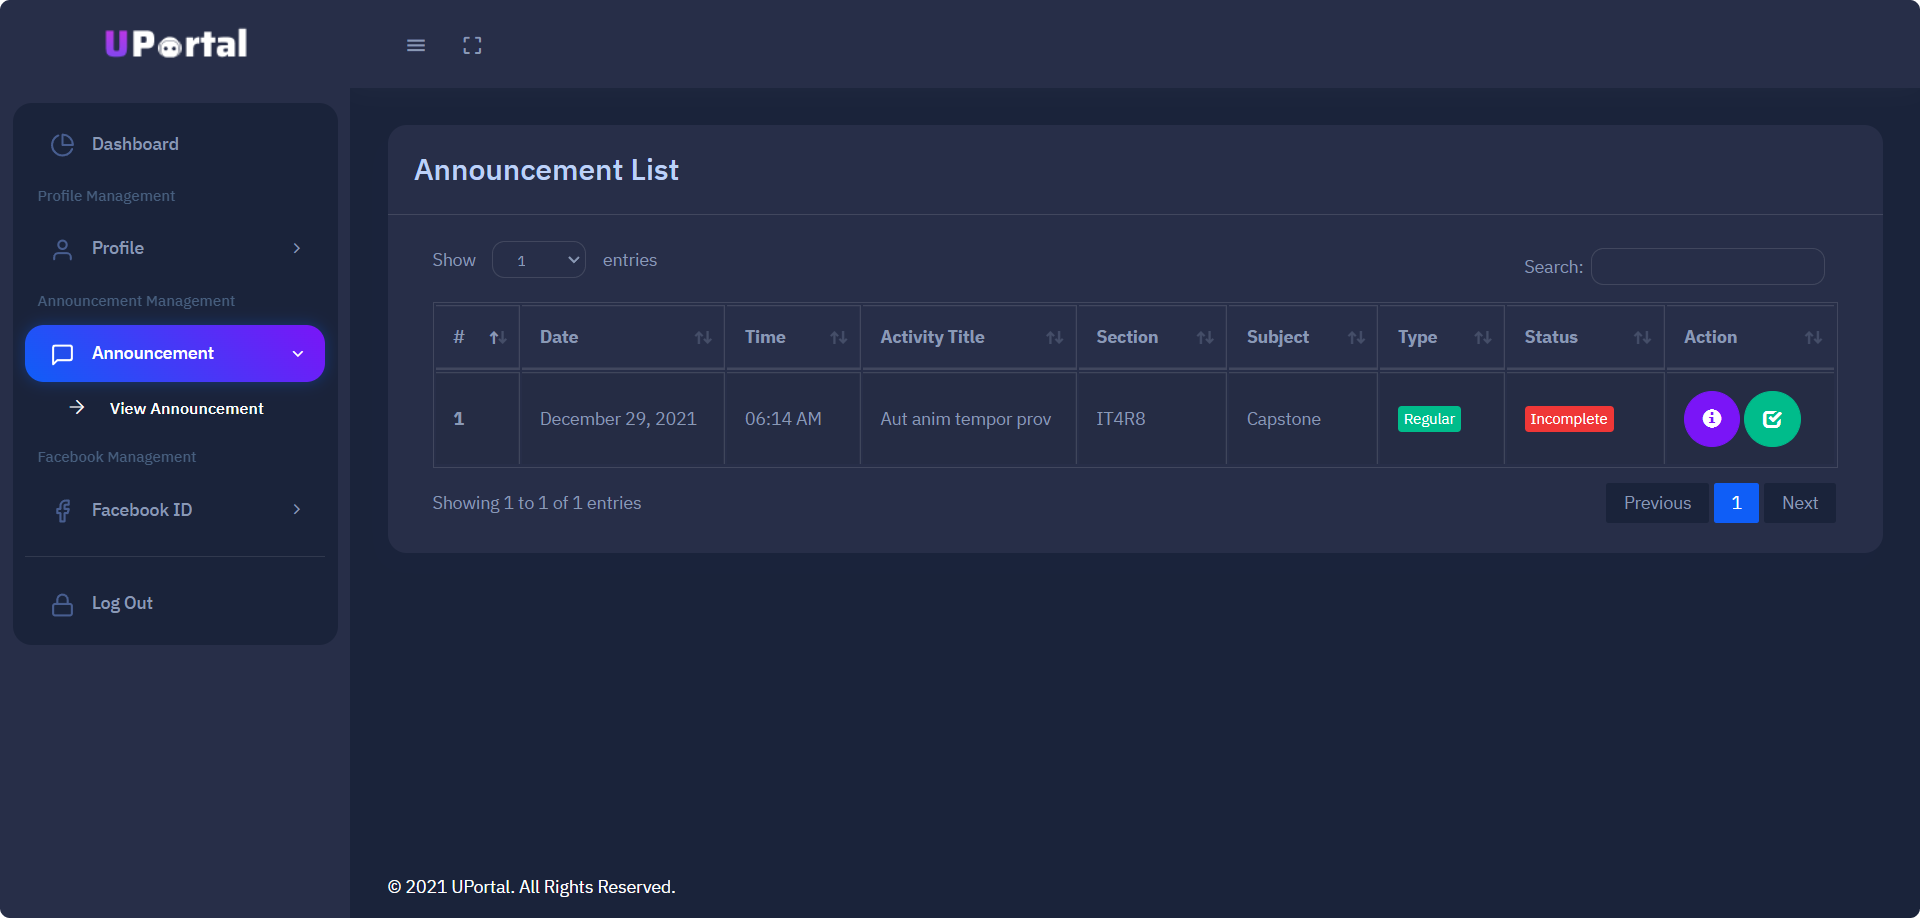 UPortal
Dashboard
Profile Management
Profile
Announcement Management
Announcement
View Announcement
Facebook Management
Facebook ID
Log Out
Announcement List
Show 1 entries
Search:
# Date Time Activity Title Section Subject Type Status Action
1 December 29, 2021 06:14 AM Aut anim tempor prov IT4R8 Capstone Regular Incomplete
Showing 1 to 1 of 1 entries
Previous 1 Next
© 2021 UPortal. All Rights Reserved.